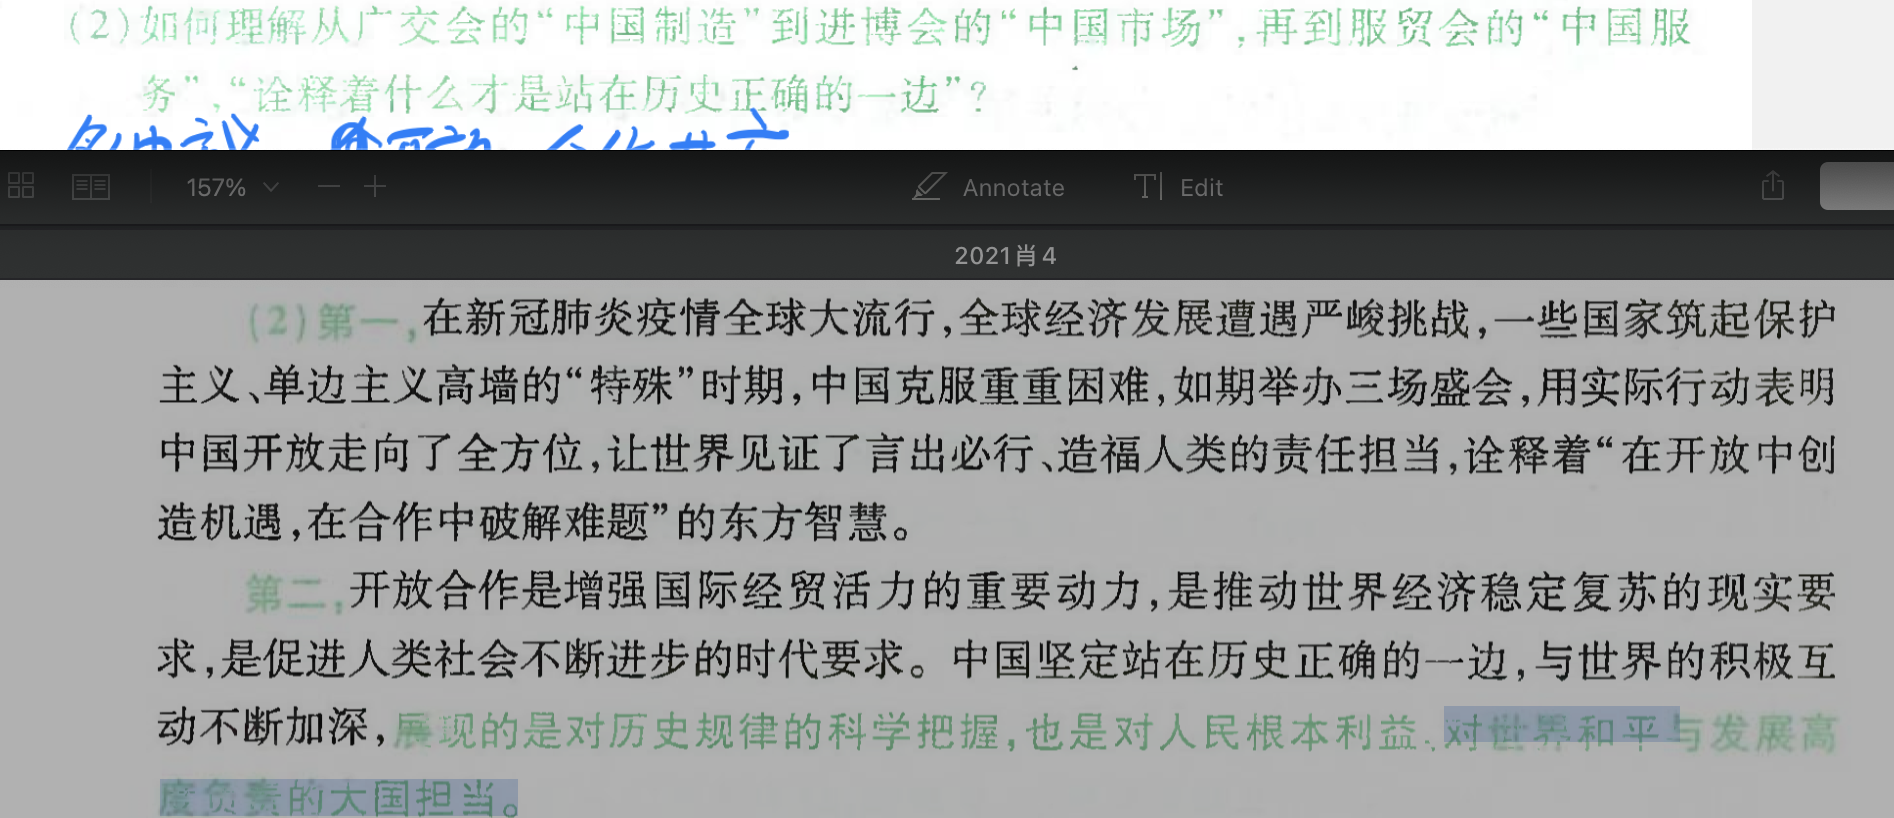 (2)如何理解从广交会的“中国制造”到进博会的“中国市场”,再到服贸会的“中国服
务”,“诠释着什么才是站在历史正确的一边”?
157%
Annotate
Edit
2021肖4
(2)第一,在新冠肺炎疫情全球大流行,全球经济发展遭遇严峻挑战,一些国家筑起保护
主义、单边主义高墙的“特殊”时期,中国克服重重困难,如期举办三场盛会,用实际行动表明
中国开放走向了全方位,让世界见证了言出必行、造福人类的责任担当,诠释着“在开放中创
造机遇,在合作中破解难题”的东方智慧。
第二,开放合作是增强国际经贸活力的重要动力,是推动世界经济稳定复苏的现实要
求,是促进人类社会不断进步的时代要求。中国坚定站在历史正确的一边,与世界的积极互
动不断加深,展现的是对历史规律的科学把握,也是对人民根本利益、对世界和平与发展高
度负责的大国担当。